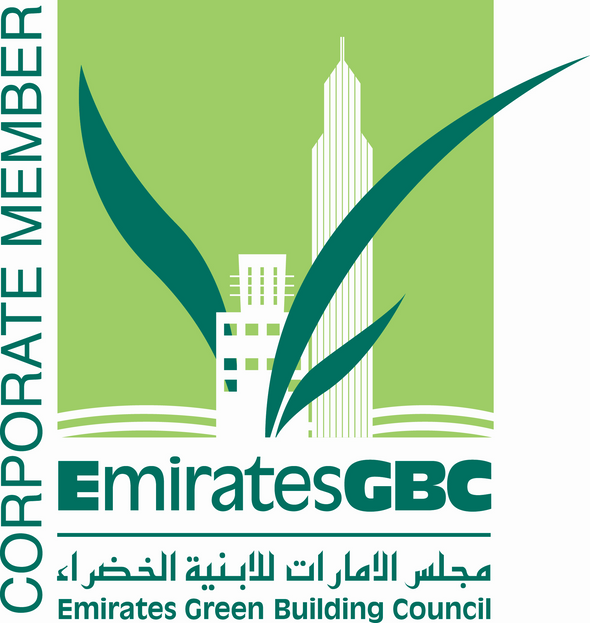 CORPORATE MEMBER
EmiratesGBC
مجلس الامارات للابنية الخضراء
Emirates Green Building Council